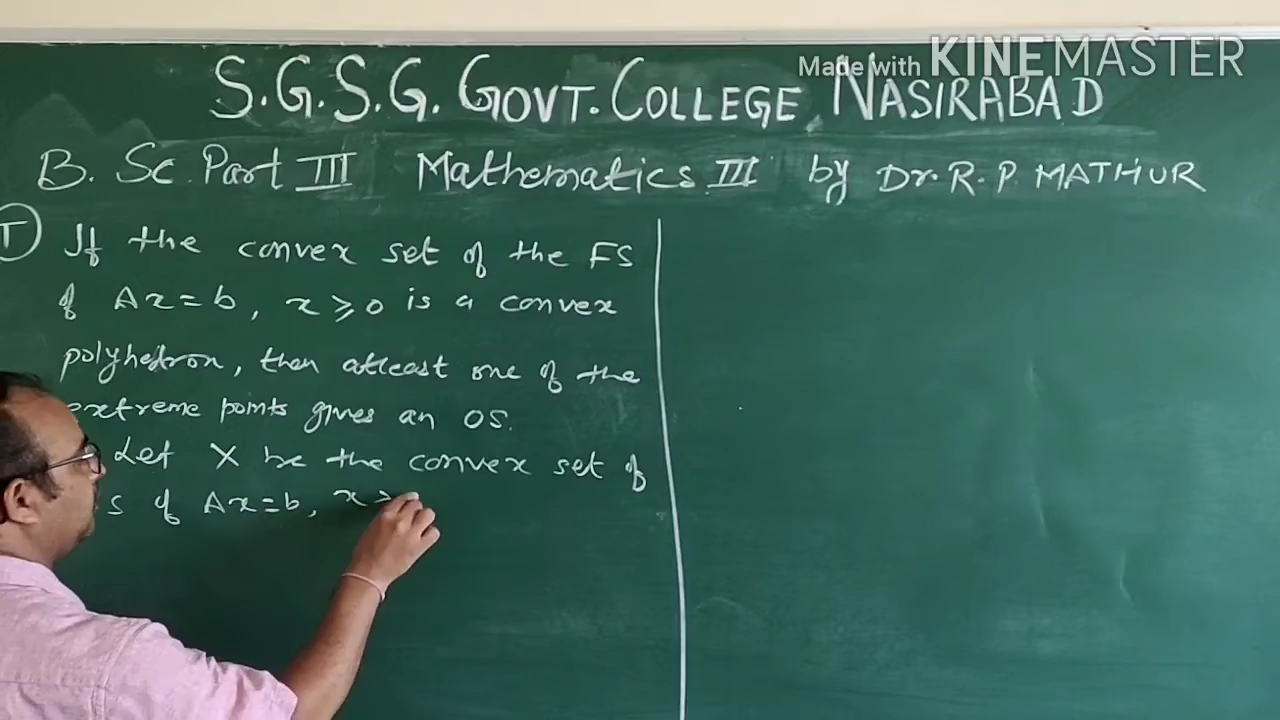 Made with KINEMASTER
S.G.S.G. GOVT. COLLEGE, NASIRABAD
B. Sc. Part III Mathematics III by Dr. R. P. MATHUR
T If the convex set of the FS
of Ax = b, x ≥ 0 is a convex
polyhedron, then atleast one of the
extreme points gives an OS.
Let X be the convex set of
S of Ax = b, x ≥